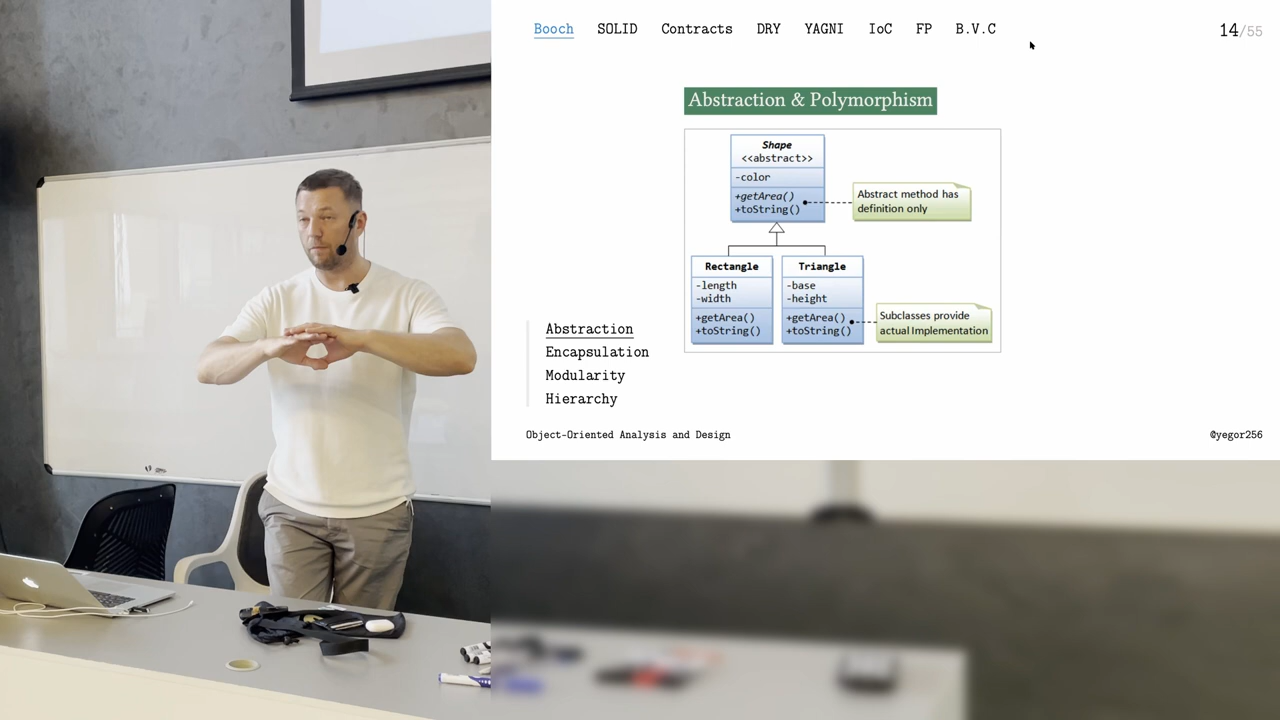 Booch SOLID Contracts DRY YAGNI IoC FP B.V.C
14/55
Abstraction & Polymorphism
Shape
<<abstract>>
-color
+getArea()
+toString()
Abstract method has
definition only
Rectangle
-length
-width
+getArea()
+toString()
Triangle
-base
-height
+getArea()
+toString()
Subclasses provide
actual Implementation
Abstraction
Encapsulation
Modularity
Hierarchy
Object-Oriented Analysis and Design
@yegor256